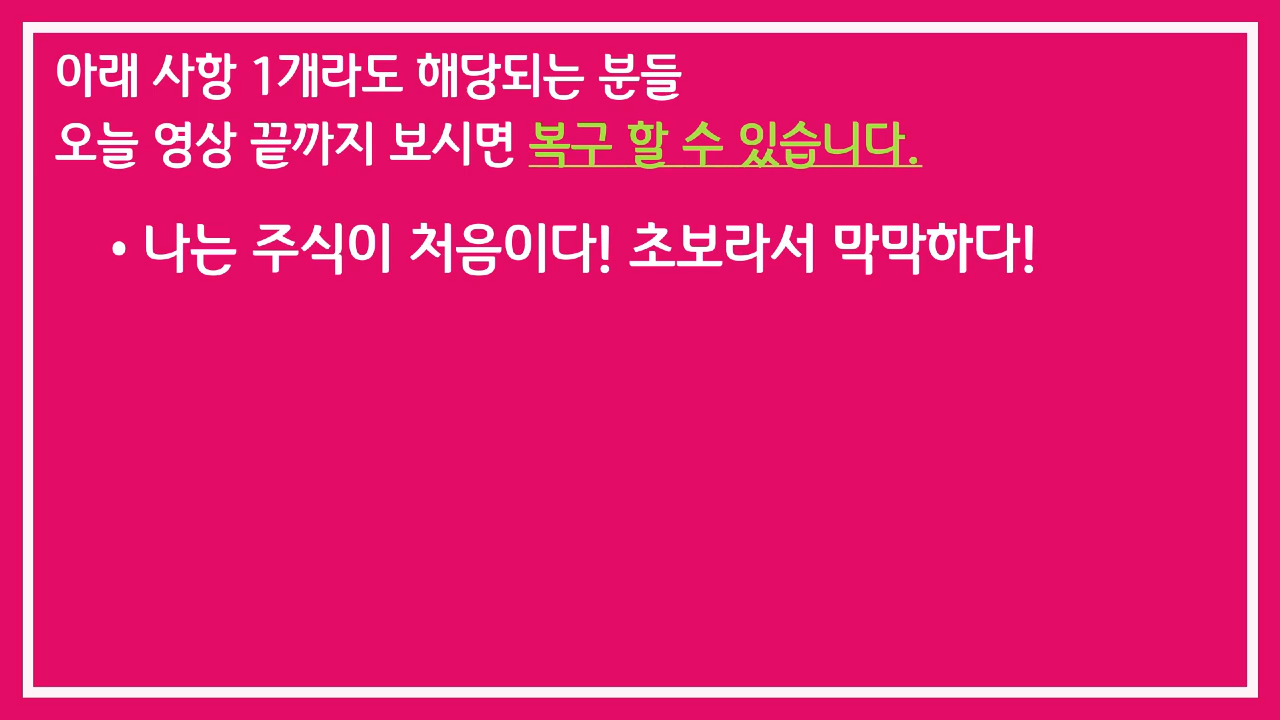 아래 사항 1개라도 해당되는 분들
오늘 영상 끝까지 보시면 복구 할 수 있습니다.
• 나는 주식이 처음이다! 초보라서 막막하다!